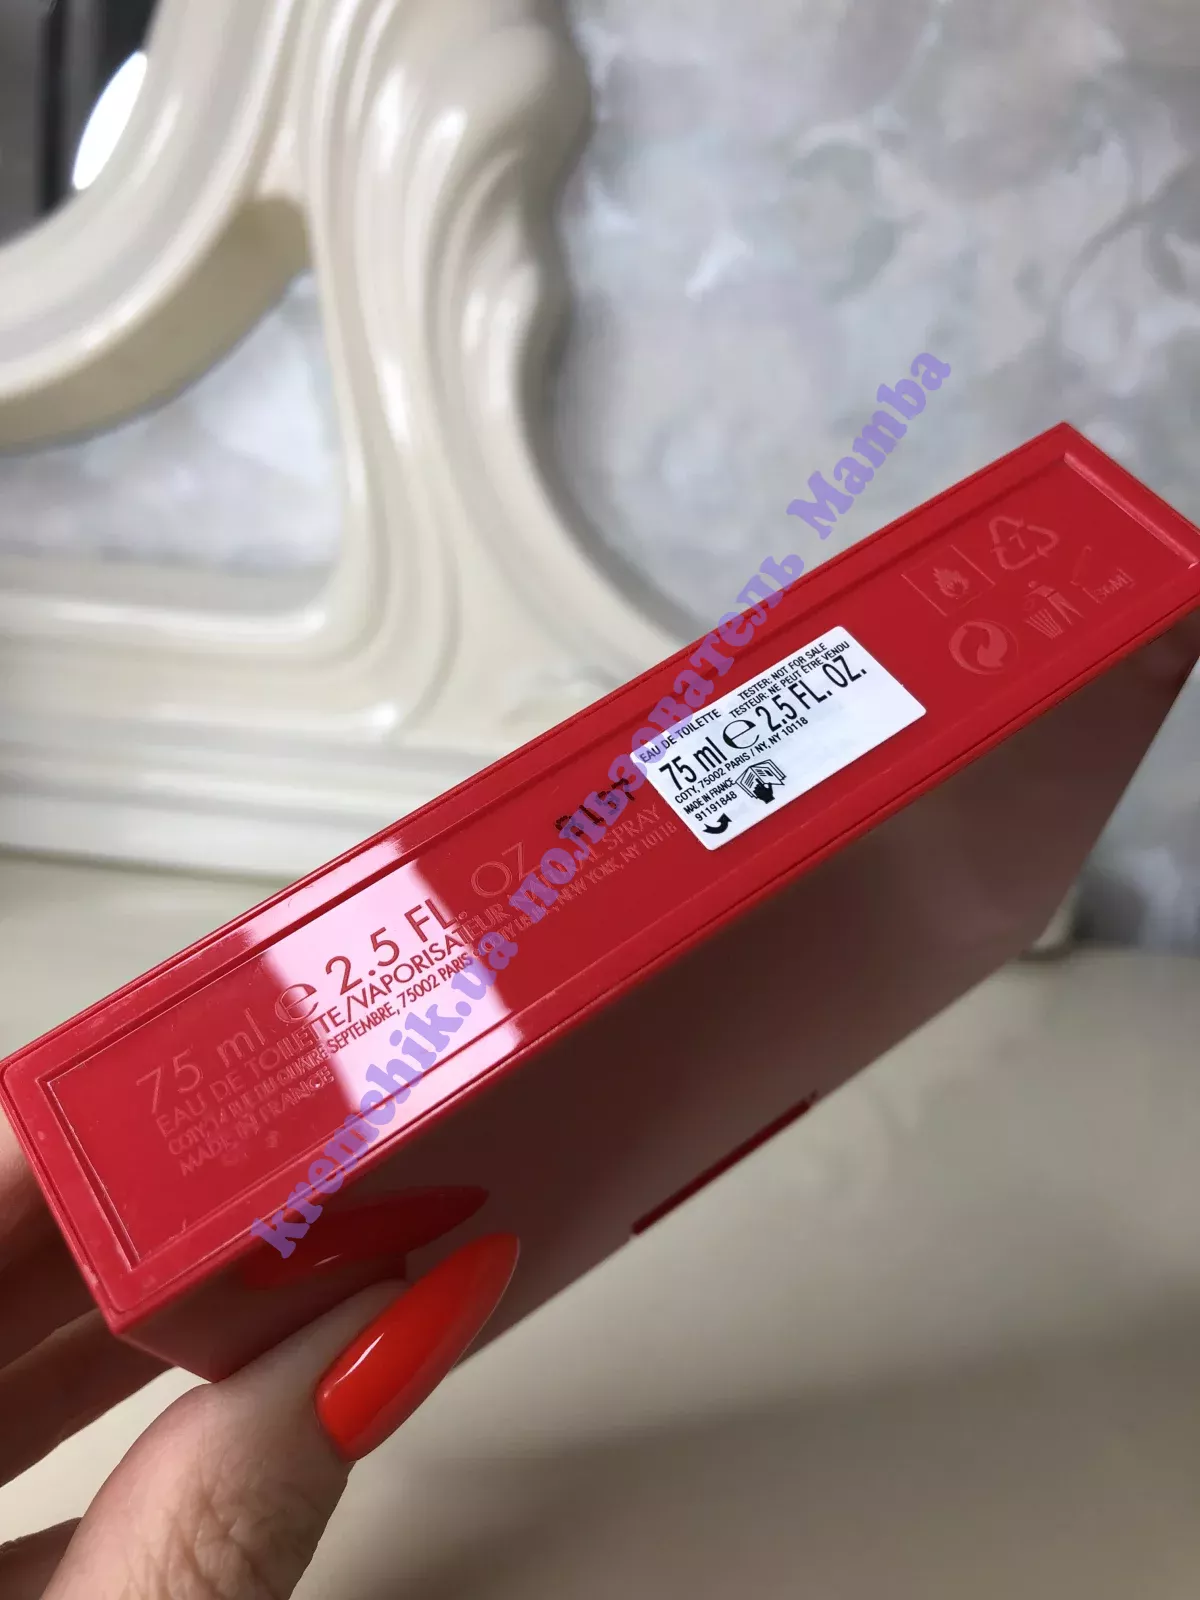 EAU DE TOILETTE
TESTER: NOT FOR SALE
TESTEUR: NE PEUT ÊTRE VENDU
75 ml e 2.5 FL. OZ.
COTY, 75002 PARIS / NY, NY 10118
MADE IN FRANCE
91191848
75 ml e 2.5 FL. OZ
EAU DE TOILETTE/VAPORISATEUR NATURAL SPRAY
COTY, 14 RUE DU QUATRE SEPTEMBRE, 75002 PARIS NEW YORK, NY 10118
MADE IN FRANCE
kremchik.ua пользователь Mamba